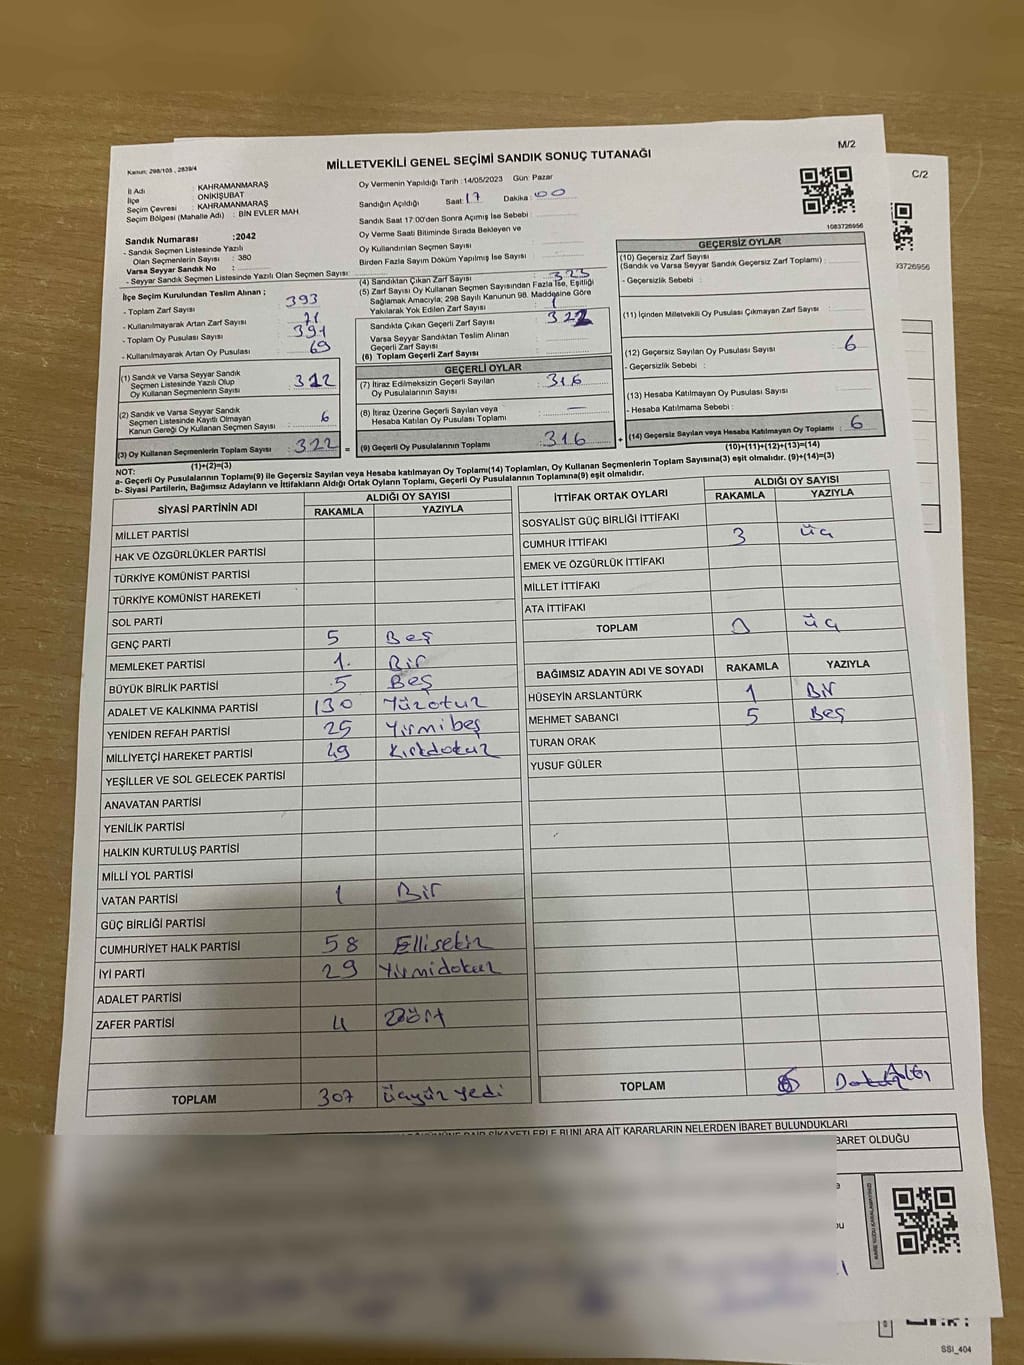 M/2
C/2
Kanun: 298/105 , 2839/4
MİLLETVEKİLİ GENEL SEÇİMİ SANDIK SONUÇ TUTANAĞI
İl Adı : KAHRAMANMARAŞ
İlçe : ONİKİŞUBAT
Seçim Çevresi : KAHRAMANMARAŞ
Seçim Bölgesi (Mahalle Adı) : BİN EVLER MAH
Sandık Numarası :2042
- Sandık Seçmen Listesinde Yazılı
Olan Seçmenlerin Sayısı : 380
Varsa Seyyar Sandık No :
- Seyyar Sandık Seçmen Listesinde Yazılı Olan Seçmen Sayısı:
Oy Vermenin Yapıldığı Tarih : 14/05/2023 Gün: Pazar
Sandığın Açıldığı Saat: 17 Dakika: 00
Sandık Saat 17:00'den Sonra Açımış İse Sebebi :
Oy Verme Saati Bitiminde Sırada Bekleyen ve
Oy Kullandırılan Seçmen Sayısı :
Birden Fazla Sayım Döküm Yapılmış İse Sayısı :
1083726956
83726956
İlçe Seçim Kurulundan Teslim Alınan ;
- Toplam Zarf Sayısı : 393
- Kullanılmayarak Artan Zarf Sayısı : 71
- Toplam Oy Pusulası Sayısı : 391
- Kullanılmayarak Artan Oy Pusulası : 69
(1) Sandık ve Varsa Seyyar Sandık
Seçmen Listesinde Yazılı Olup
Oy Kullanan Seçmenlerin Sayısı : 312
(2) Sandık ve Varsa Seyyar Sandık
Seçmen Listesinde Kayıtlı Olmayan
Kanun Gereği Oy Kullanan Seçmen Sayısı : 6
(3) Oy Kullanan Seçmenlerin Toplam Sayısı : 322
(1)+(2)=(3)
(4) Sandıktan Çıkan Zarf Sayısı : 323
(5) Zarf Sayısı Oy Kullanan Seçmen Sayısından Fazla İse, Eşitliği
Sağlamak Amacıyla; 298 Sayılı Kanunun 98. Maddesine Göre
Yakılarak Yok Edilen Zarf Sayısı : 1
Sandıkta Çıkan Geçerli Zarf Sayısı : 322
Varsa Seyyar Sandıktan Teslim Alınan
Geçerli Zarf Sayısı
(6) Toplam Geçerli Zarf Sayısı
GEÇERLİ OYLAR
(7) İtiraz Edilmeksizin Geçerli Sayılan
Oy Pusulalarının Sayısı : 316
(8) İtiraz Üzerine Geçerli Sayılan veya
Hesaba Katılan Oy Pusulası Toplamı : —
= (9) Geçerli Oy Pusulalarının Toplamı : 316
GEÇERSİZ OYLAR
(10) Geçersiz Zarf Sayısı
(Sandık ve Varsa Seyyar Sandık Geçersiz Zarf Toplamı) :
- Geçersizlik Sebebi :
(11) İçinden Milletvekili Oy Pusulası Çıkmayan Zarf Sayısı :
(12) Geçersiz Sayılan Oy Pusulası Sayısı : 6
- Geçersizlik Sebebi :
(13) Hesaba Katılmayan Oy Pusulası Sayısı :
- Hesaba Katılmama Sebebi :
+ (14) Geçersiz Sayılan veya Hesaba Katılmayan Oy Toplamı : 6
(10)+(11)+(12)+(13)=(14)
NOT:
a- Geçerli Oy Pusulalarının Toplamı(9) ile Geçersiz Sayılan veya Hesaba katılmayan Oy Toplamı(14) Toplamları, Oy Kullanan Seçmenlerin Toplam Sayısına(3) eşit olmalıdır. (9)+(14)=(3)
b- Siyasi Partilerin, Bağımsız Adayların ve İttifakların Aldığı Ortak Oyların Toplamı, Geçerli Oy Pusulalarının Toplamına(9) eşit olmalıdır.
SİYASİ PARTİNİN ADI ALDIĞI OY SAYISI
RAKAMLA YAZIYLA
MİLLET PARTİSİ
HAK VE ÖZGÜRLÜKLER PARTİSİ
TÜRKİYE KOMÜNİST PARTİSİ
TÜRKİYE KOMÜNİST HAREKETİ
SOL PARTİ
GENÇ PARTİ 5 Beş
MEMLEKET PARTİSİ 1. Bir
BÜYÜK BİRLİK PARTİSİ 5 Beş
ADALET VE KALKINMA PARTİSİ 130 Yüzotuz
YENİDEN REFAH PARTİSİ 25 Yirmibeş
MİLLİYETÇİ HAREKET PARTİSİ 49 Kırkdokuz
YEŞİLLER VE SOL GELECEK PARTİSİ
ANAVATAN PARTİSİ
YENİLİK PARTİSİ
HALKIN KURTULUŞ PARTİSİ
MİLLİ YOL PARTİSİ
VATAN PARTİSİ 1 Bir
GÜÇ BİRLİĞİ PARTİSİ
CUMHURİYET HALK PARTİSİ 58 Ellisekiz
İYİ PARTİ 29 Yirmidokuz
ADALET PARTİSİ
ZAFER PARTİSİ 4 Dört
TOPLAM 307 üçyüz yedi
İTTİFAK ORTAK OYLARI ALDIĞI OY SAYISI
RAKAMLA YAZIYLA
SOSYALİST GÜÇ BİRLİĞİ İTTİFAKI
CUMHUR İTTİFAKI 3 üç
EMEK VE ÖZGÜRLÜK İTTİFAKI
MİLLET İTTİFAKI
ATA İTTİFAKI
TOPLAM 3 üç
BAĞIMSIZ ADAYIN ADI VE SOYADI RAKAMLA YAZIYLA
HÜSEYİN ARSLANTÜRK 1 Bir
MEHMET SABANCI 5 Beş
TURAN ORAK
YUSUF GÜLER
TOPLAM 6 Altı
ŞİKAYETLERLE BUNLARA AİT KARARLARIN NELERDEN İBARET BULUNDUKLARI
BARET OLDUĞU
SSI_404